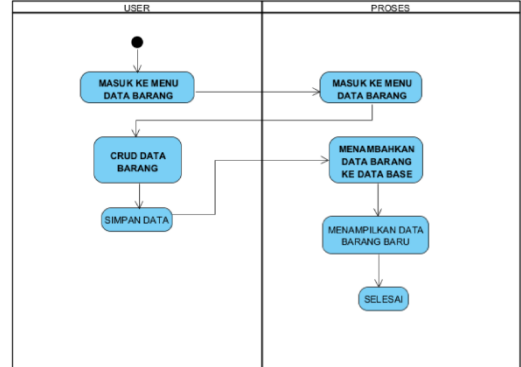 USER
PROSES
MASUK KE MENU
DATA BARANG
MASUK KE MENU
DATA BARANG
CRUD DATA
BARANG
MENAMBAHKAN
DATA BARANG
KE DATA BASE
SIMPAN DATA
MENAMPILKAN DATA
BARANG BARU
SELESAI